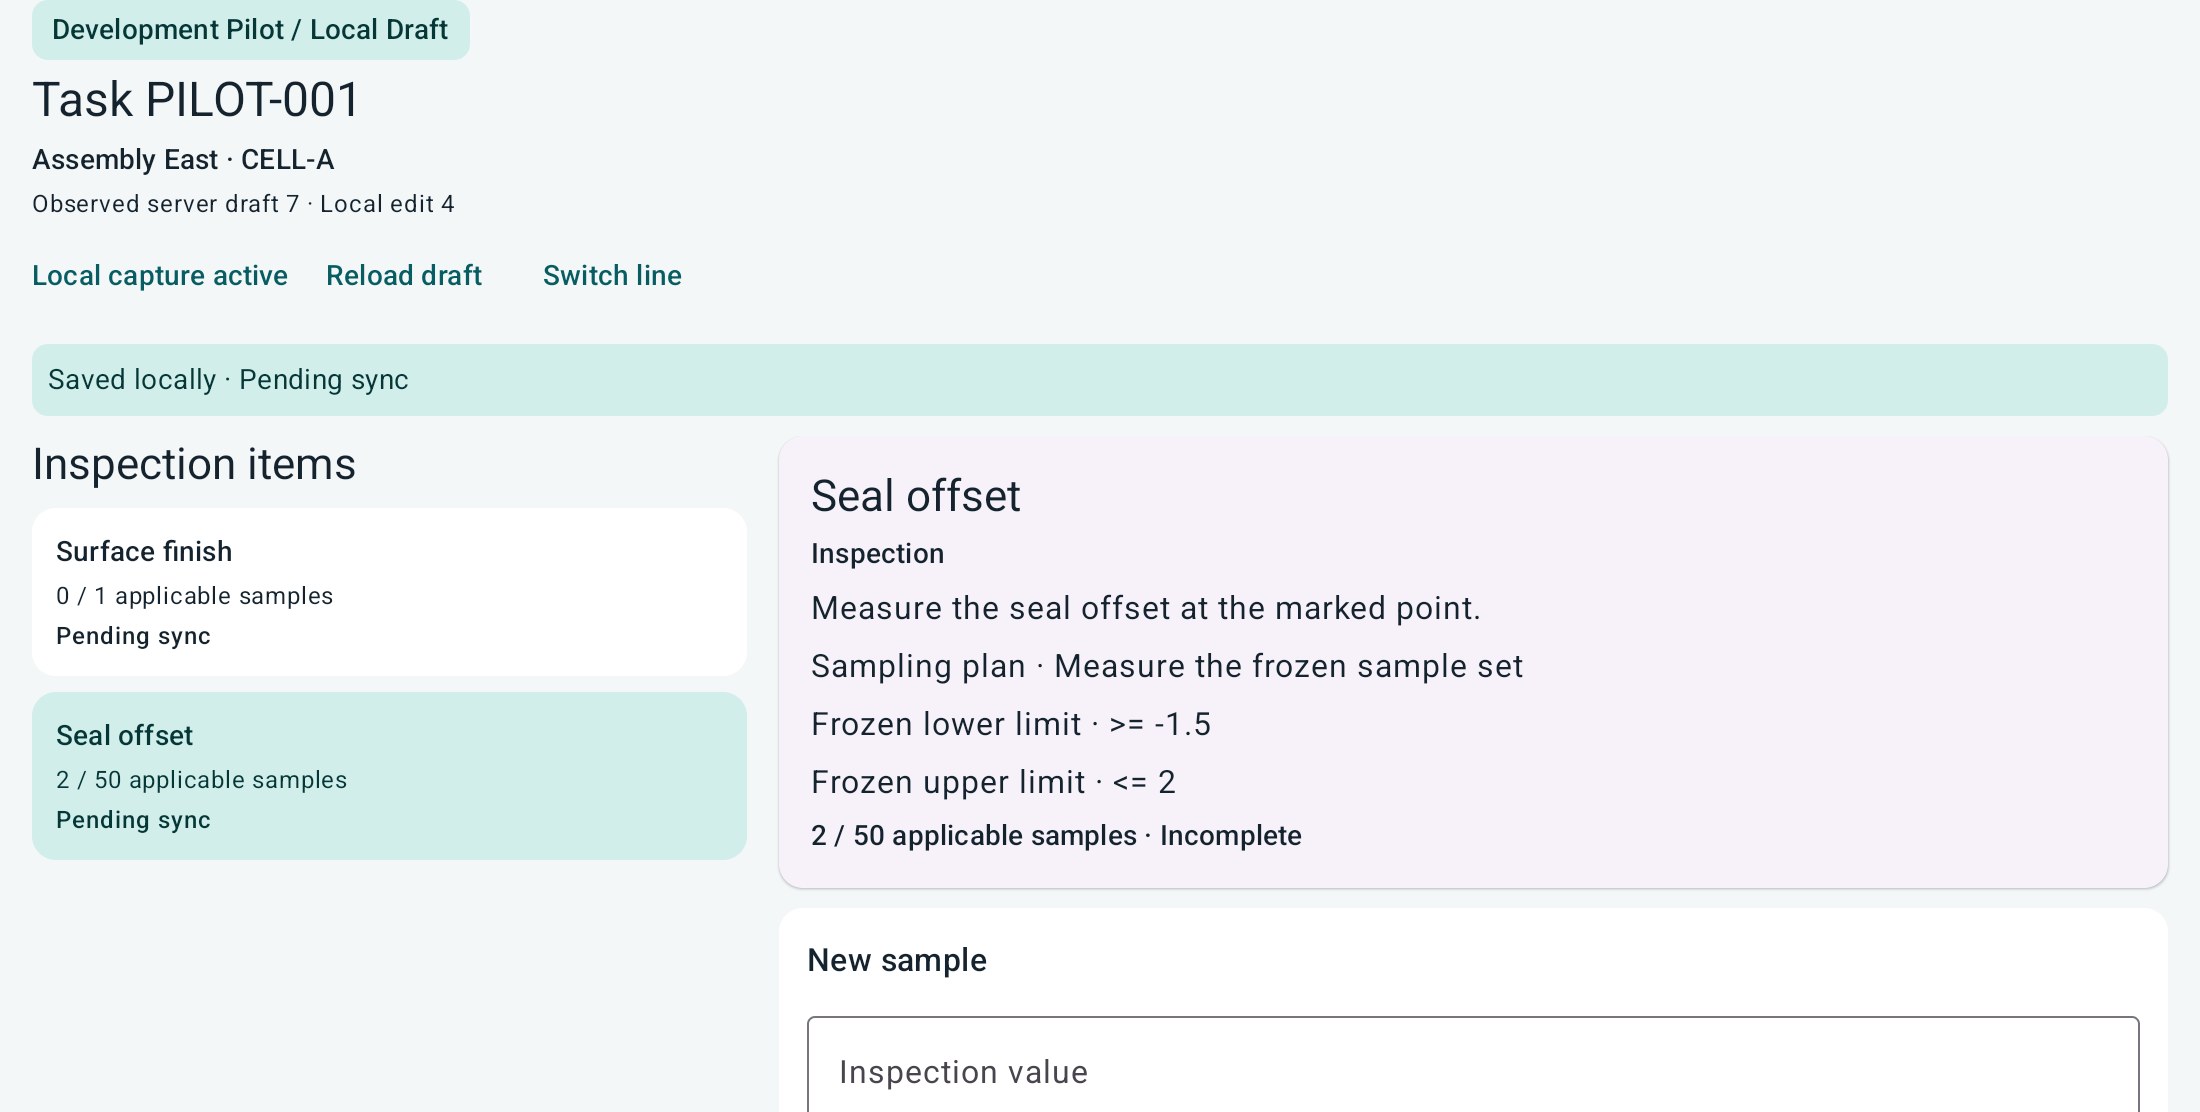 Development Pilot / Local Draft
Task PILOT-001
Assembly East · CELL-A
Observed server draft 7 · Local edit 4
Local capture active
Reload draft
Switch line
Saved locally · Pending sync
Inspection items
Surface finish
0 / 1 applicable samples
Pending sync
Seal offset
2 / 50 applicable samples
Pending sync
Seal offset
Inspection
Measure the seal offset at the marked point.
Sampling plan · Measure the frozen sample set
Frozen lower limit · >= -1.5
Frozen upper limit · <= 2
2 / 50 applicable samples · Incomplete
New sample
Inspection value